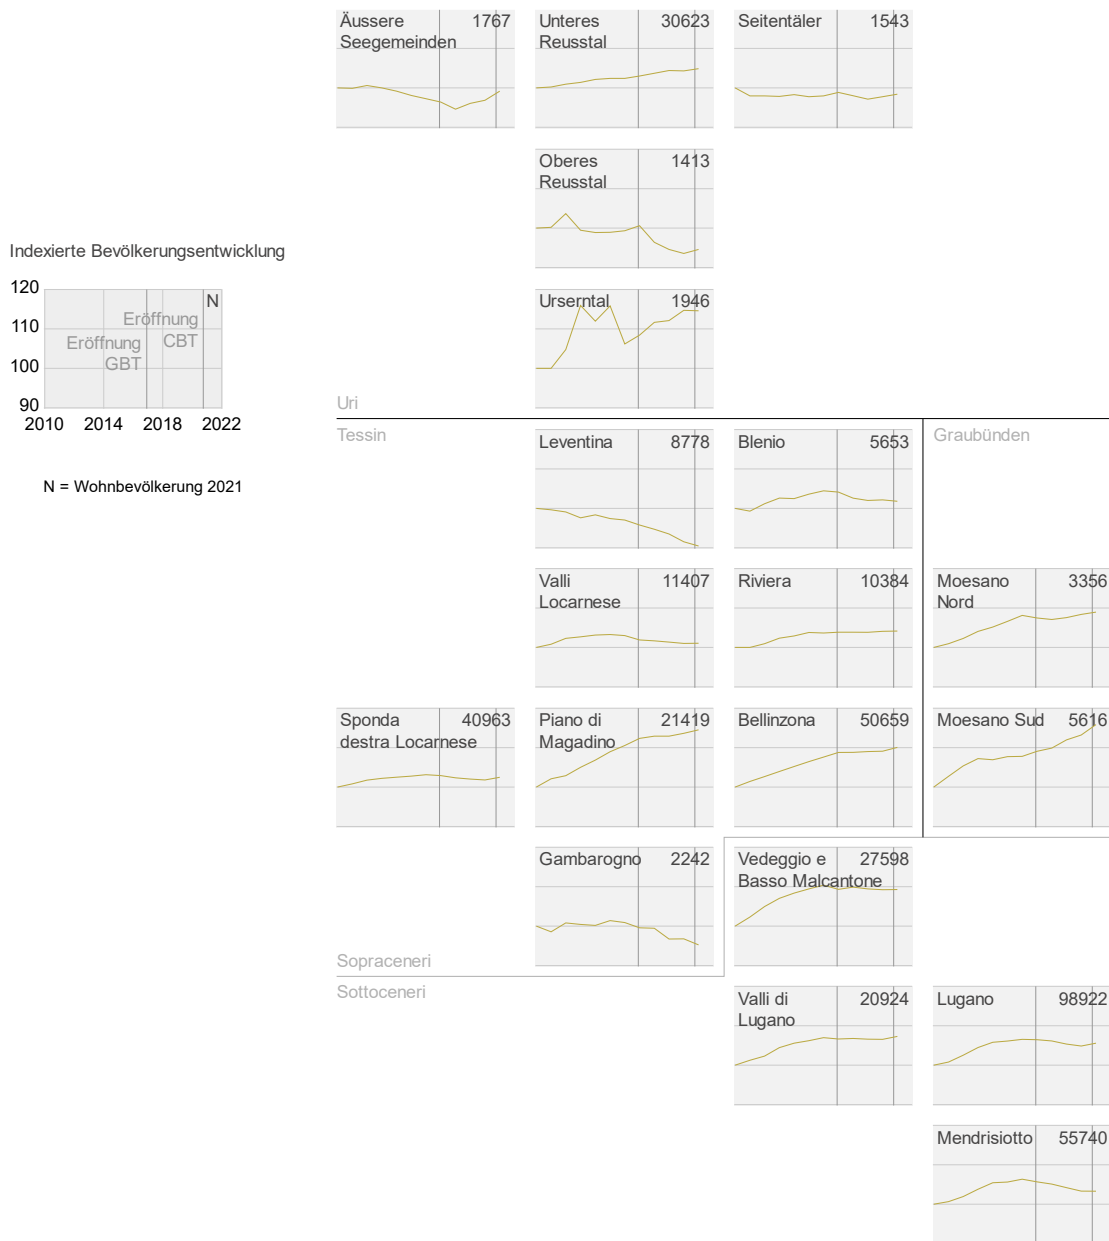 Äussere 1767
Seegemeinden
Unteres 30623
Reusstal
Seitentäler 1543
Oberes 1413
Reusstal
Indexierte Bevölkerungsentwicklung
120
110
100
90
N
Eröffnung
CBT
Eröffnung
GBT
2010 2014 2018 2022
N = Wohnbevölkerung 2021
Urserntal 1946
Uri
Tessin
Leventina 8778
Blenio 5653
Graubünden
Valli 11407
Locarnese
Riviera 10384
Moesano 3356
Nord
Sponda 40963
destra Locarnese
Piano di 21419
Magadino
Bellinzona 50659
Moesano Sud 5616
Gambarogno 2242
Vedeggio e 27598
Basso Malcantone
Sopraceneri
Sottoceneri
Valli di 20924
Lugano
Lugano 98922
Mendrisiotto 55740